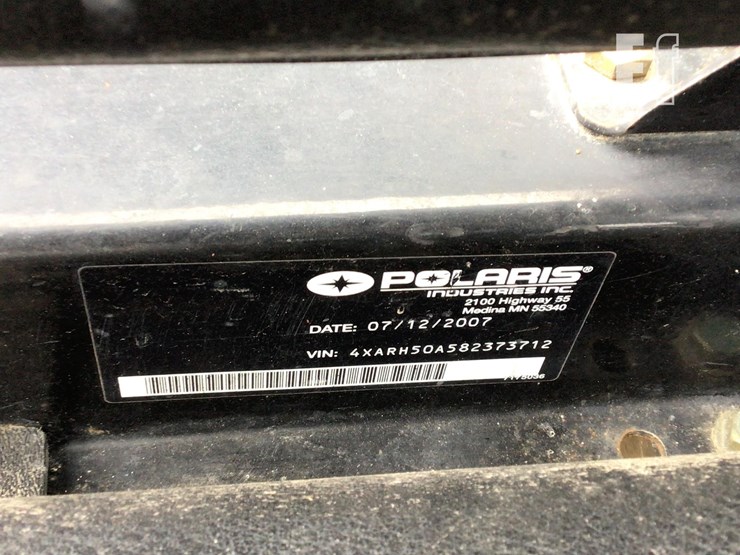 POLARIS®
INDUSTRIES INC.
2100 Highway 55
Medina MN 55340
DATE: 07/12/2007
VIN: 4XARH50A582373712